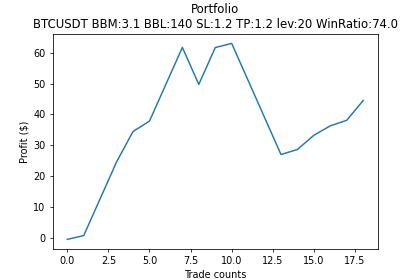 Portfolio
BTCUSDT BBM:3.1 BBL:140 SL:1.2 TP:1.2 lev:20 WinRatio:74.0
60
50
40
30
20
10
0
Profit ($)
0.0 2.5 5.0 7.5 10.0 12.5 15.0 17.5
Trade counts